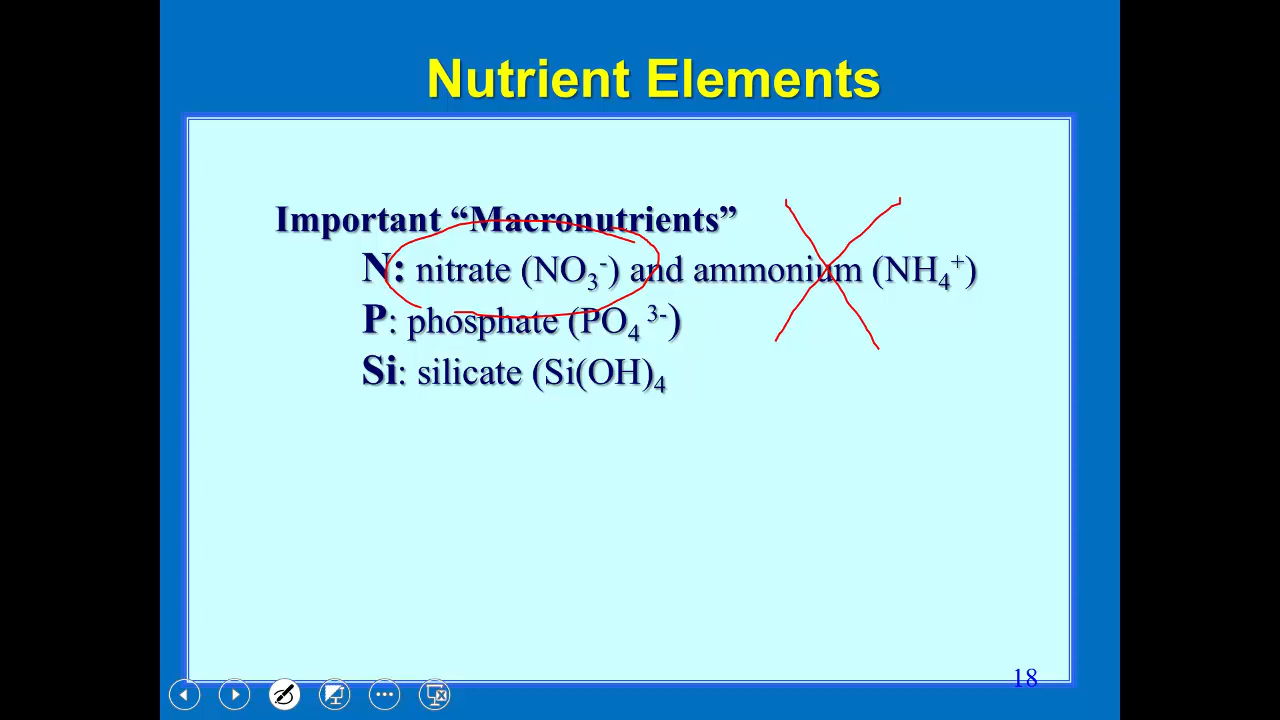 Nutrient Elements
Important “Macronutrients”
N: nitrate (NO₃⁻) and ammonium (NH₄⁺)
P: phosphate (PO₄ ³⁻)
Si: silicate (Si(OH)₄
18